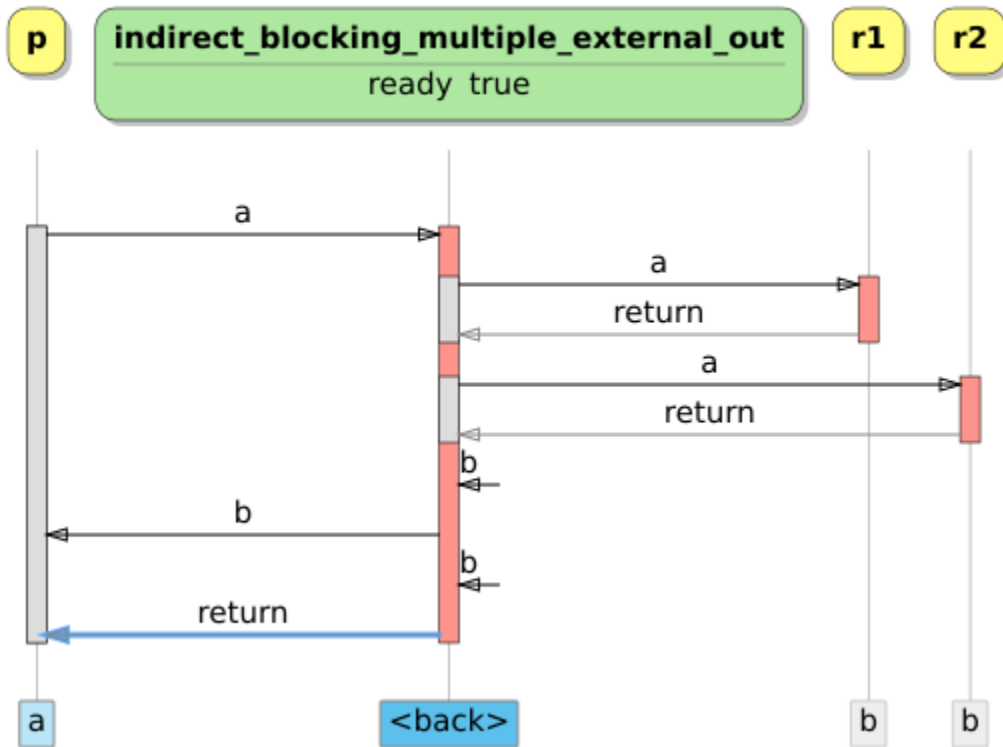 p
indirect_blocking_multiple_external_out
r1
r2
ready true
a
a
return
a
return
b
b
b
return
a
<back>
b
b